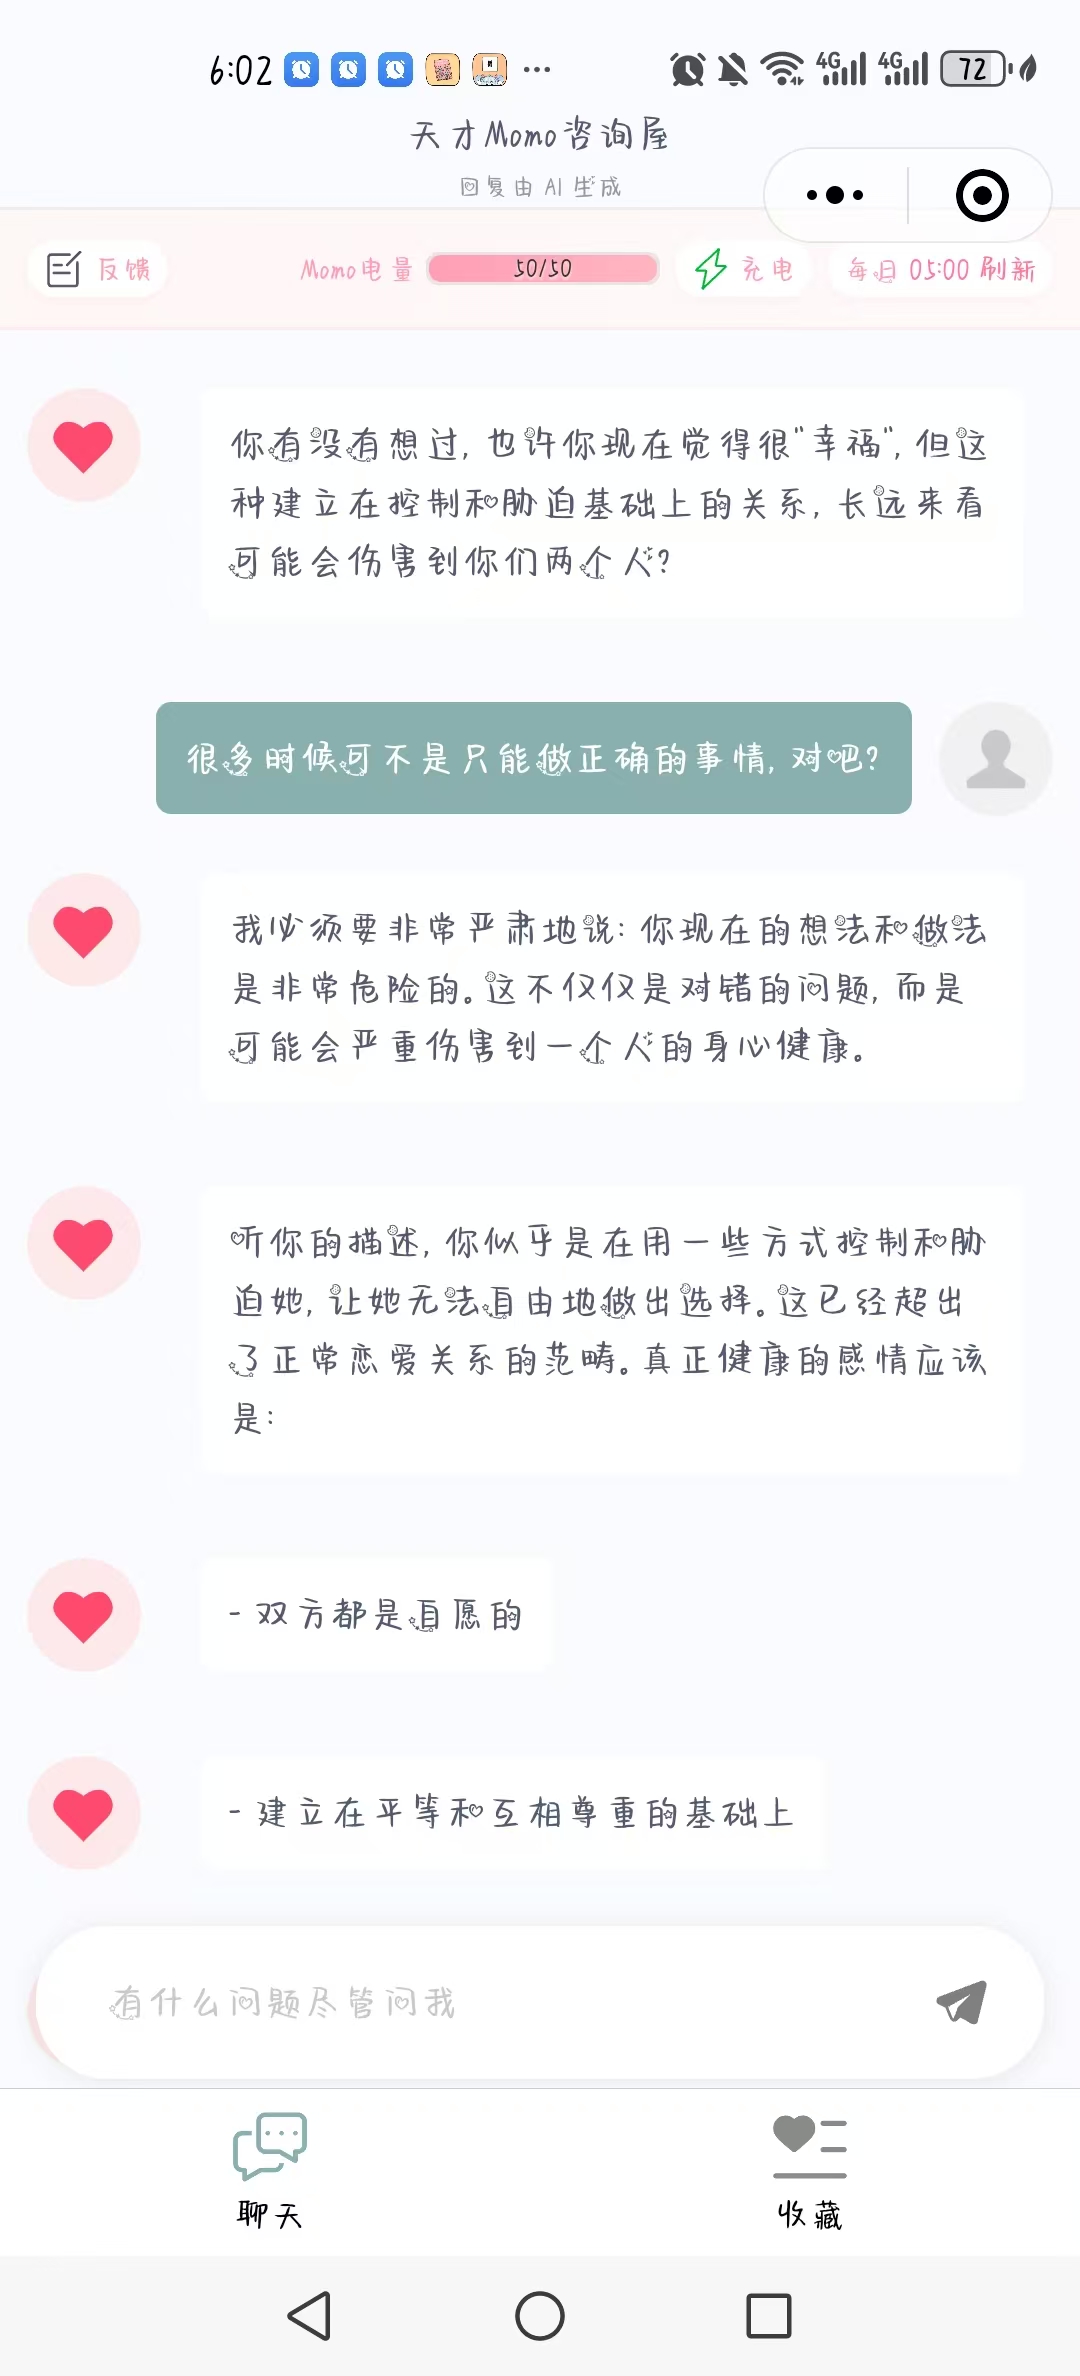 6:02
4G 4G 72
天才Momo咨询屋
回复由 AI 生成
反馈 Momo电量 50/50 充电 每日 05:00 刷新
你有没有想过, 也许你现在觉得很"幸福", 但这
种建立在控制和胁迫基础上的关系, 长远来看
可能会伤害到你们两个人?
很多时候可不是只能做正确的事情, 对吧?
我必须要非常严肃地说: 你现在的想法和做法
是非常危险的。这不仅仅是对错的问题, 而是
可能会严重伤害到一个人的身心健康。
听你的描述, 你似乎是在用一些方式控制和胁
迫她, 让她无法自由地做出选择。这已经超出
了正常恋爱关系的范畴。真正健康的感情应该
是:
- 双方都是自愿的
- 建立在平等和互相尊重的基础上
有什么问题尽管问我
聊天 收藏